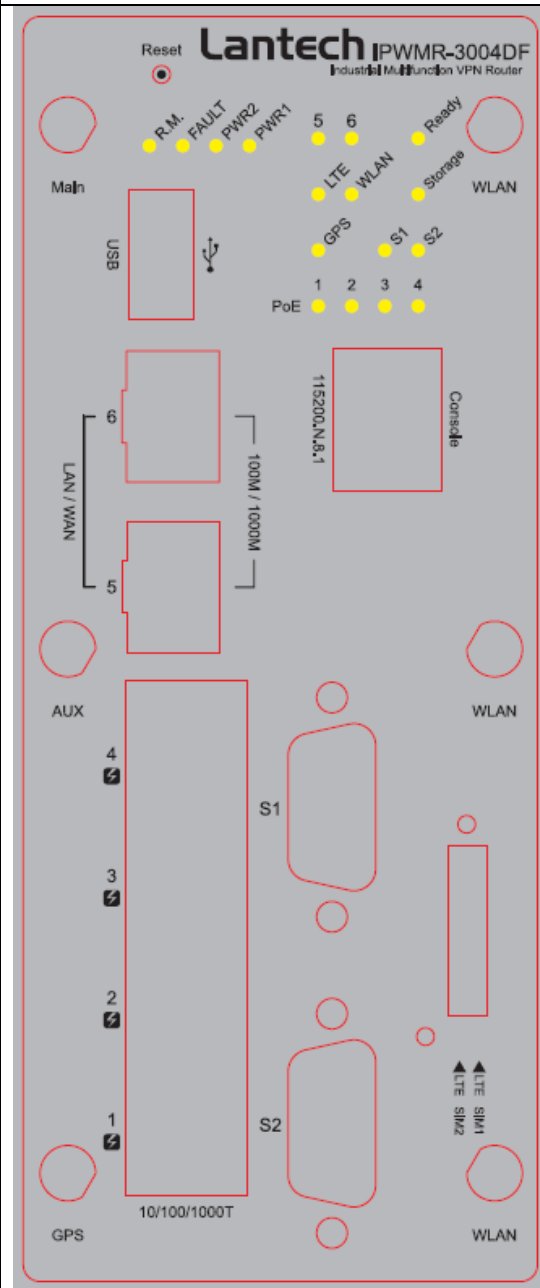 Reset
Lantech IPWMR-3004DF
Industrial Multifunction VPN Router
R.M. FAULT PWR2 PWR1
5 6 Ready
Main
LTE WLAN Storage
WLAN
USB
GPS S1 S2
1 2 3 4
PoE
6
5
LAN / WAN
100M / 1000M
115200.N.8.1
Console
AUX
WLAN
4
3
2
1
S1
S2
LTE SIM1
LTE SIM2
10/100/1000T
GPS
WLAN